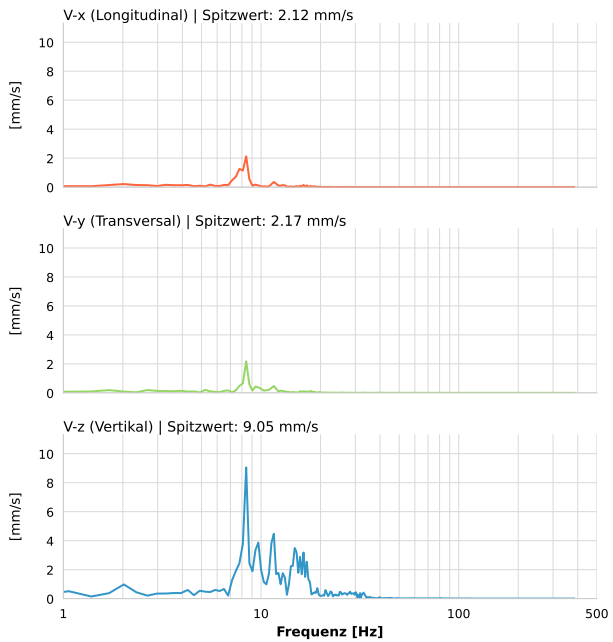 V-x (Longitudinal) | Spitzwert: 2.12 mm/s
10
8
6
4
2
0
[mm/s]
V-y (Transversal) | Spitzwert: 2.17 mm/s
10
8
6
4
2
0
[mm/s]
V-z (Vertikal) | Spitzwert: 9.05 mm/s
10
8
6
4
2
0
[mm/s]
1 10 100 500
Frequenz [Hz]